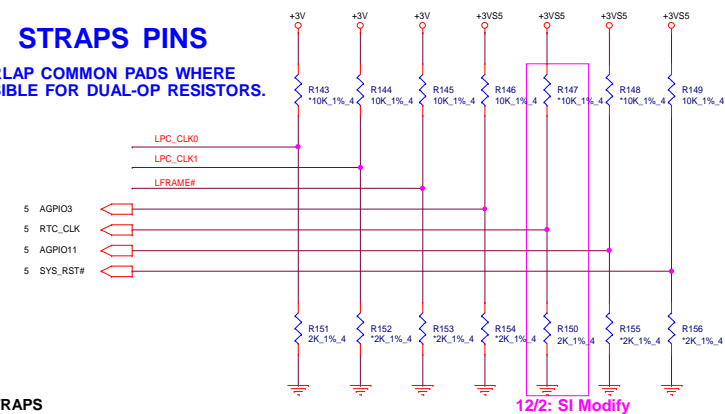 +3V +3V +3V +3VS5 +3VS5 +3VS5 +3VS5
STRAPS PINS
RLAP COMMON PADS WHERE
SIBLE FOR DUAL-OP RESISTORS.
R143 R144 R145 R146 R147 R148 R149
*10K_1%_4 10K_1%_4 10K_1%_4 10K_1%_4 *10K_1%_4 *10K_1%_4 10K_1%_4
LPC_CLK0
LPC_CLK1
LFRAME#
5 AGPIO3
5 RTC_CLK
5 AGPIO11
5 SYS_RST#
R151 R152 R153 R154 R150 R155 R156
2K_1%_4 *2K_1%_4 *2K_1%_4 *2K_1%_4 2K_1%_4 *2K_1%_4 *2K_1%_4
TRAPS
12/2: SI Modify